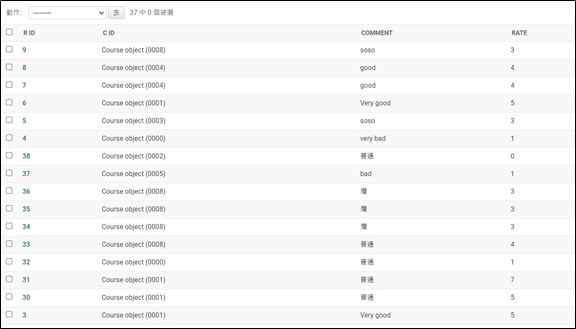 動作: --------- 去 37 中 0 個被選
R ID C ID COMMENT RATE
9 Course object (0008) soso 3
8 Course object (0004) good 4
7 Course object (0004) good 4
6 Course object (0001) Very good 5
5 Course object (0003) soso 3
4 Course object (0000) very bad 1
38 Course object (0002) 普通 0
37 Course object (0005) bad 1
36 Course object (0008) 爛 3
35 Course object (0008) 爛 3
34 Course object (0008) 爛 3
33 Course object (0008) 普通 4
32 Course object (0000) 普通 1
31 Course object (0001) 普通 7
30 Course object (0001) 普通 5
3 Course object (0001) Very good 5